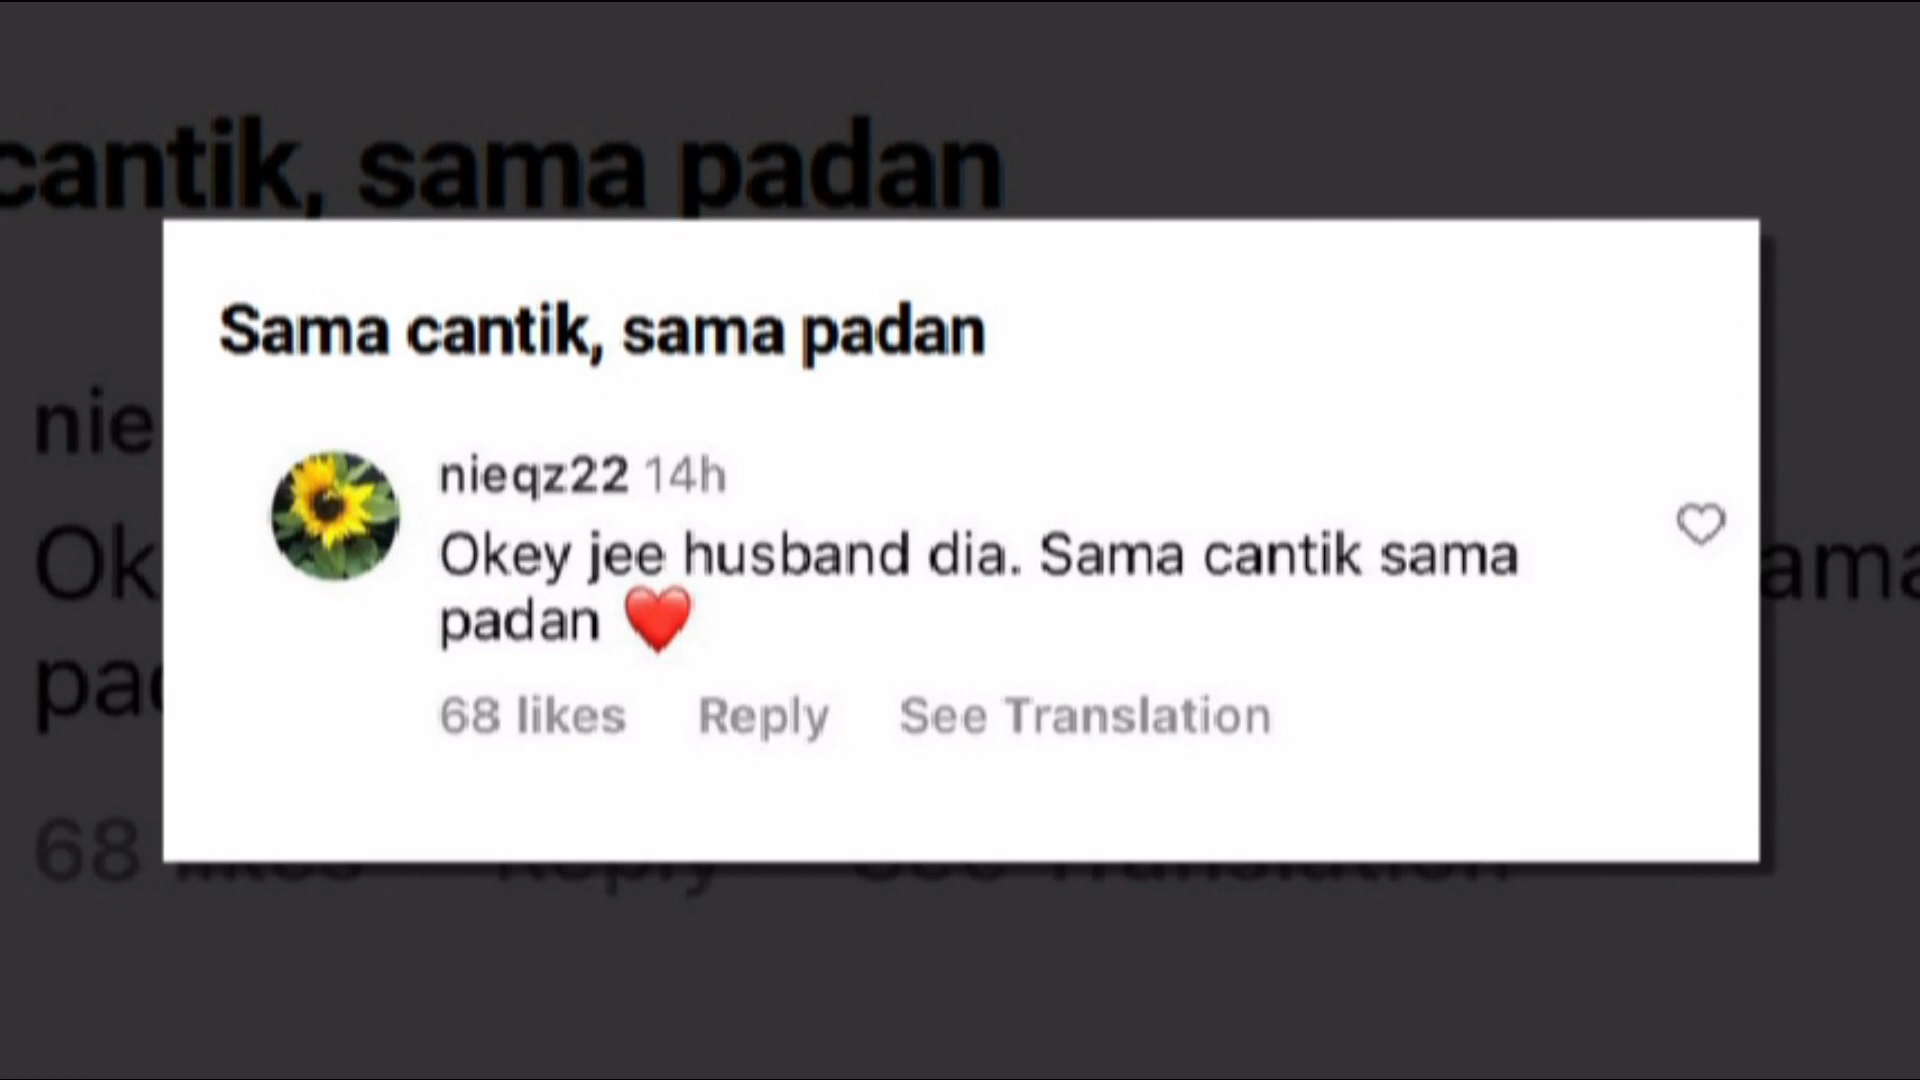 cantik, sama padan
Sama cantik, sama padan
nieqz22 14h
Okey jee husband dia. Sama cantik sama
padan ❤️
68 likes Reply See Translation